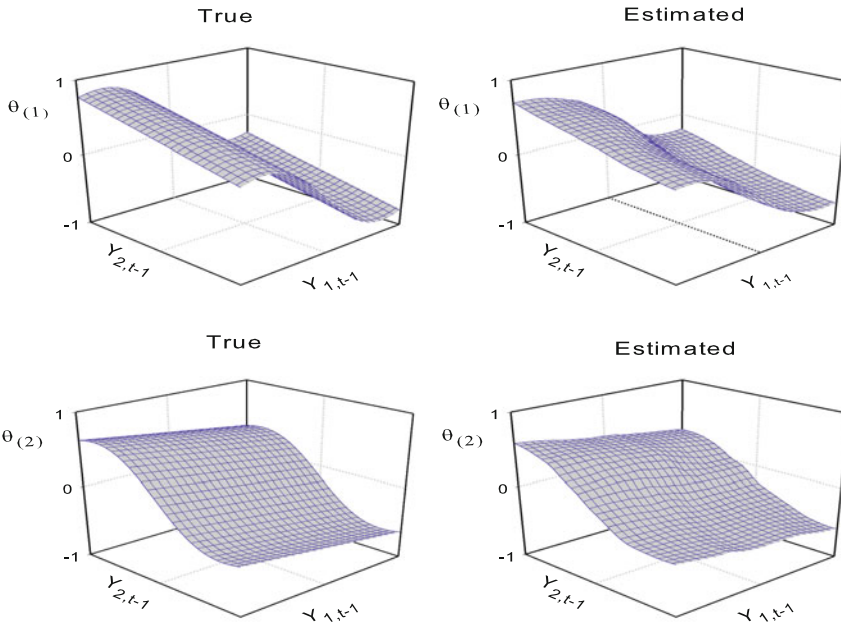 True
Estimated
1
θ(1)
0
-1
Y2,t-1
Y1,t-1
1
θ(1)
0
-1
Y2,t-1
Y1,t-1
True
Estimated
1
θ(2)
0
-1
Y2,t-1
Y1,t-1
1
θ(2)
0
-1
Y2,t-1
Y1,t-1